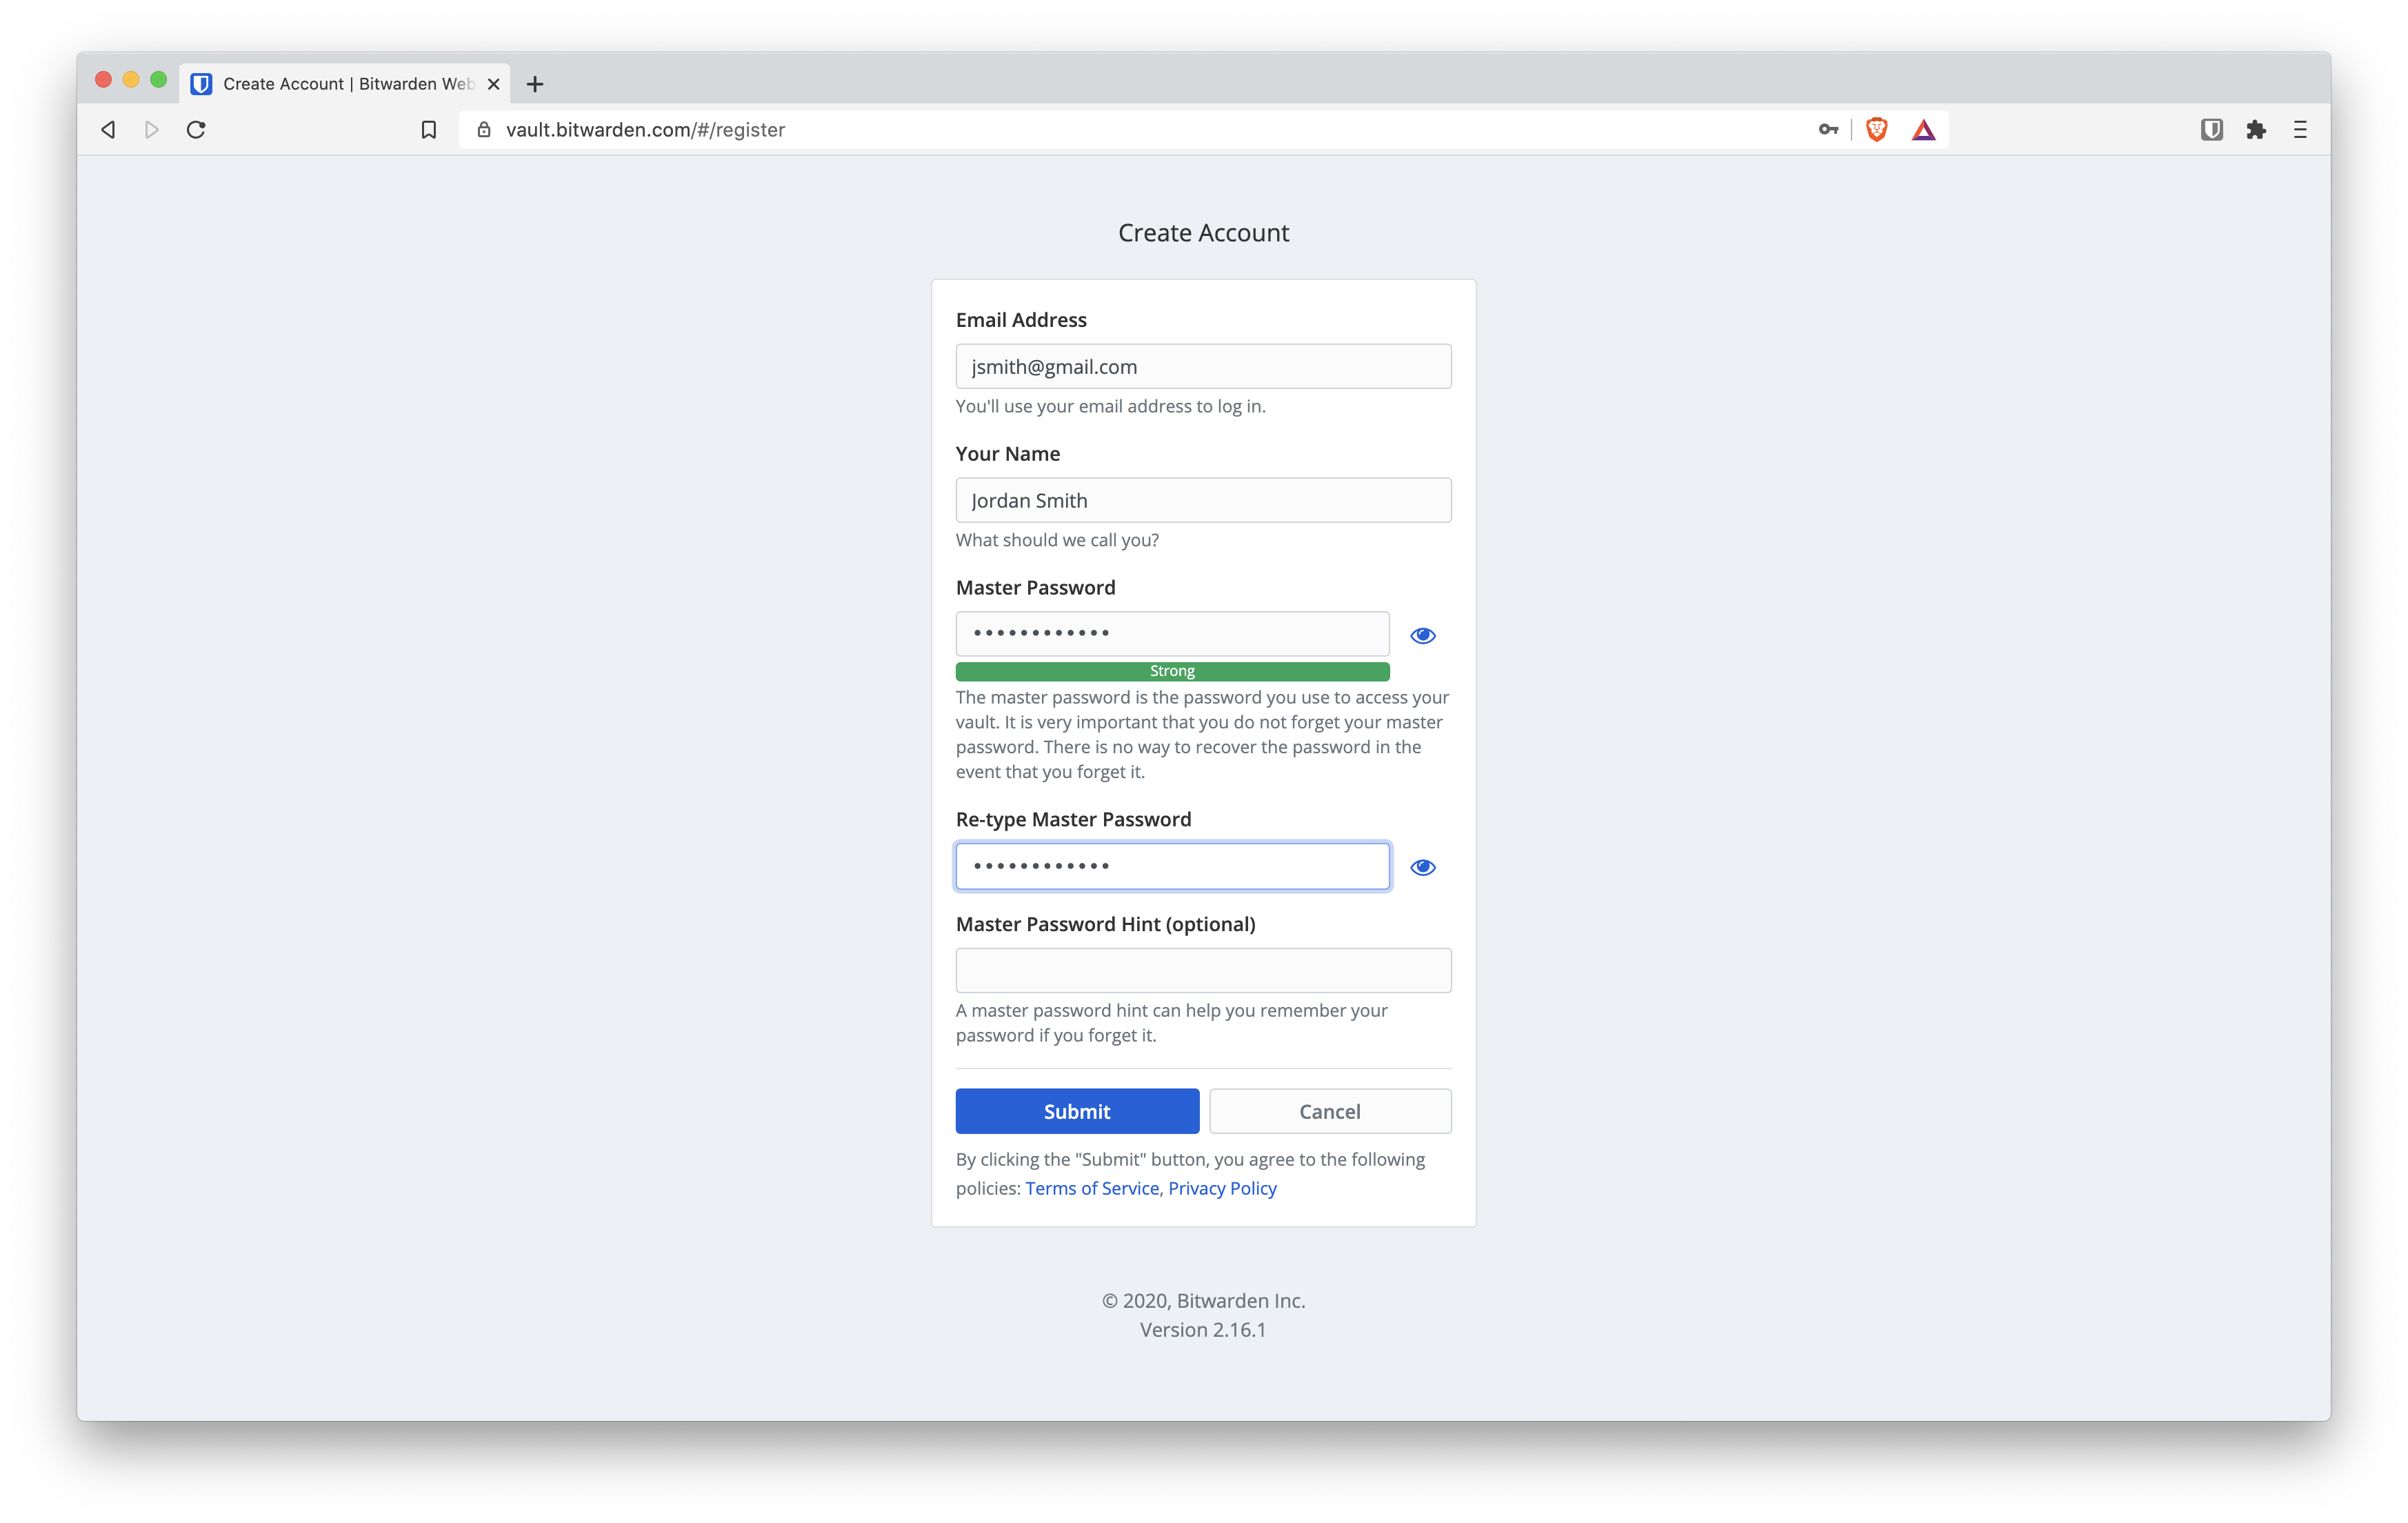 Create Account | Bitwarden Web
vault.bitwarden.com/#/register
Create Account
Email Address
jsmith@gmail.com
You'll use your email address to log in.
Your Name
Jordan Smith
What should we call you?
Master Password
••••••••••••
Strong
The master password is the password you use to access your
vault. It is very important that you do not forget your master
password. There is no way to recover the password in the
event that you forget it.
Re-type Master Password
••••••••••••
Master Password Hint (optional)
A master password hint can help you remember your
password if you forget it.
Submit Cancel
By clicking the "Submit" button, you agree to the following
policies: Terms of Service, Privacy Policy
© 2020, Bitwarden Inc.
Version 2.16.1